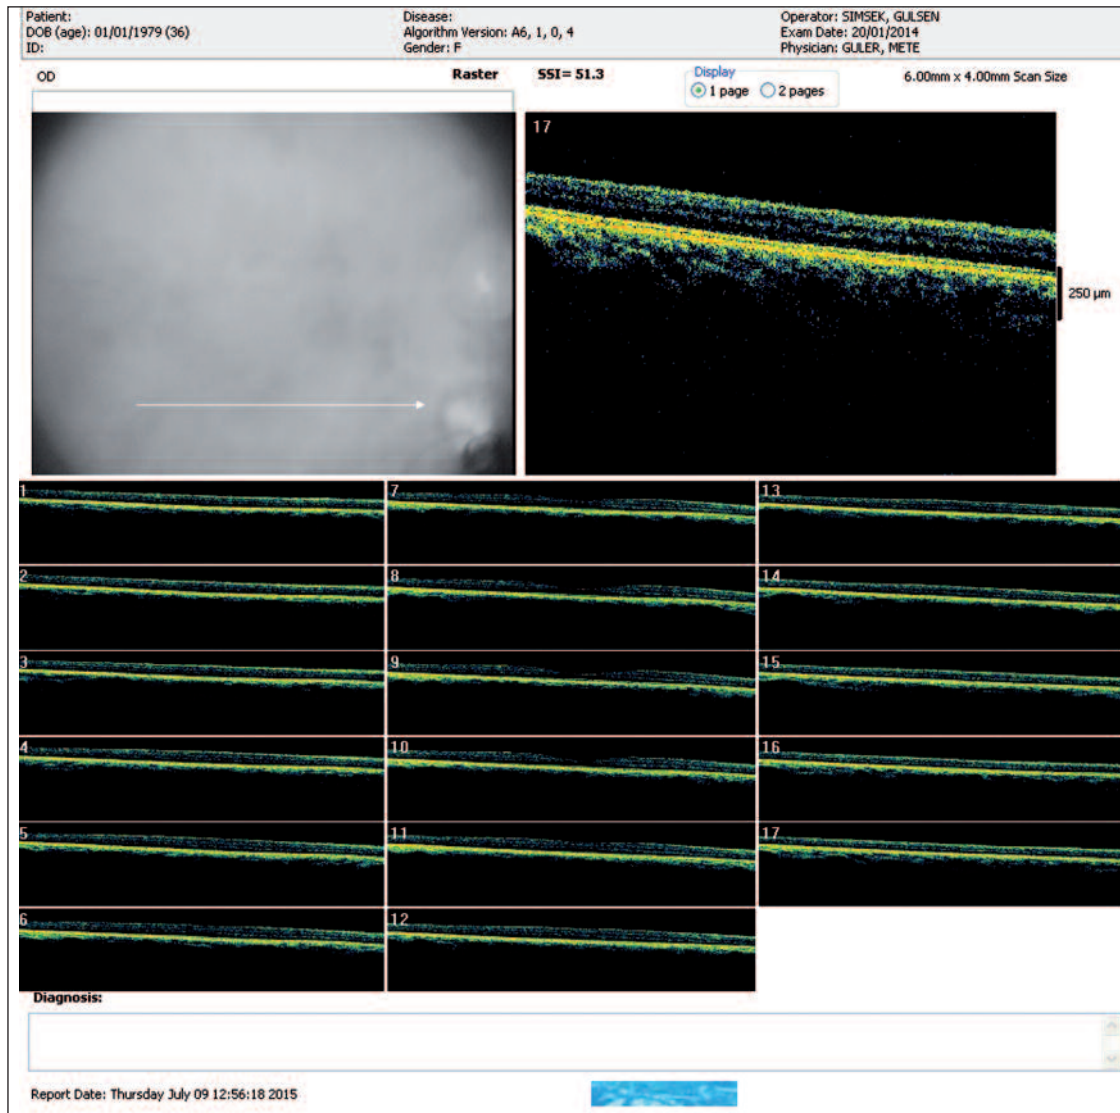 Patient: Disease: Operator: SIMSEK, GULSEN
DOB (age): 01/01/1979 (36) Algorithm Version: A6, 1, 0, 4 Exam Date: 20/01/2014
ID: Gender: F Physician: GULER, METE
OD Raster SSI= 51.3 Display 1 page 2 pages 6.00mm x 4.00mm Scan Size
17
250 µm
1 7 13
2 8 14
3 9 15
4 10 16
5 11 17
6 12
Diagnosis:
Report Date: Thursday July 09 12:56:18 2015